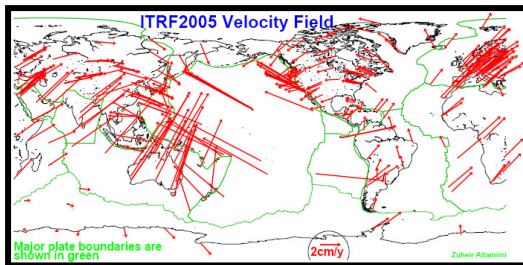 ITRF2005 Velocity Field
Major plate boundaries are
shown in green
2cm/y
Zuheir Altamimi